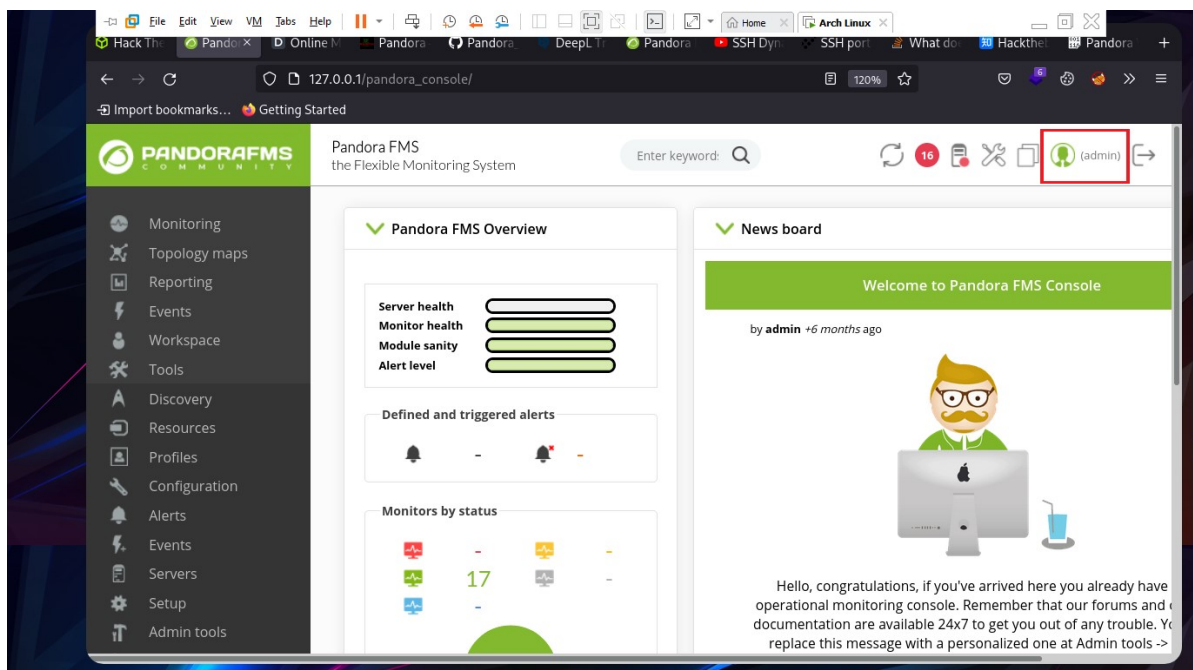 File Edit View VM Tabs Help Home Arch Linux
Hack The Pandor D Online M Pandora Pandora_ DeepL Tr Pandora SSH Dyn SSH port What do Hackthe Pandora +
127.0.0.1/pandora_console/ 120% 6
Import bookmarks... Getting Started
PANDORAFMS
COMMUNITY
Pandora FMS
the Flexible Monitoring System
Enter keyword:
16
(admin)
Monitoring
Topology maps
Reporting
Events
Workspace
Tools
Discovery
Resources
Profiles
Configuration
Alerts
Events
Servers
Setup
Admin tools
Pandora FMS Overview
Server health
Monitor health
Module sanity
Alert level
Defined and triggered alerts
- -
Monitors by status
- -
17 -
-
News board
Welcome to Pandora FMS Console
by admin +6 months ago
Hello, congratulations, if you've arrived here you already have
operational monitoring console. Remember that our forums and
documentation are available 24x7 to get you out of any trouble.
replace this message with a personalized one at Admin tools ->